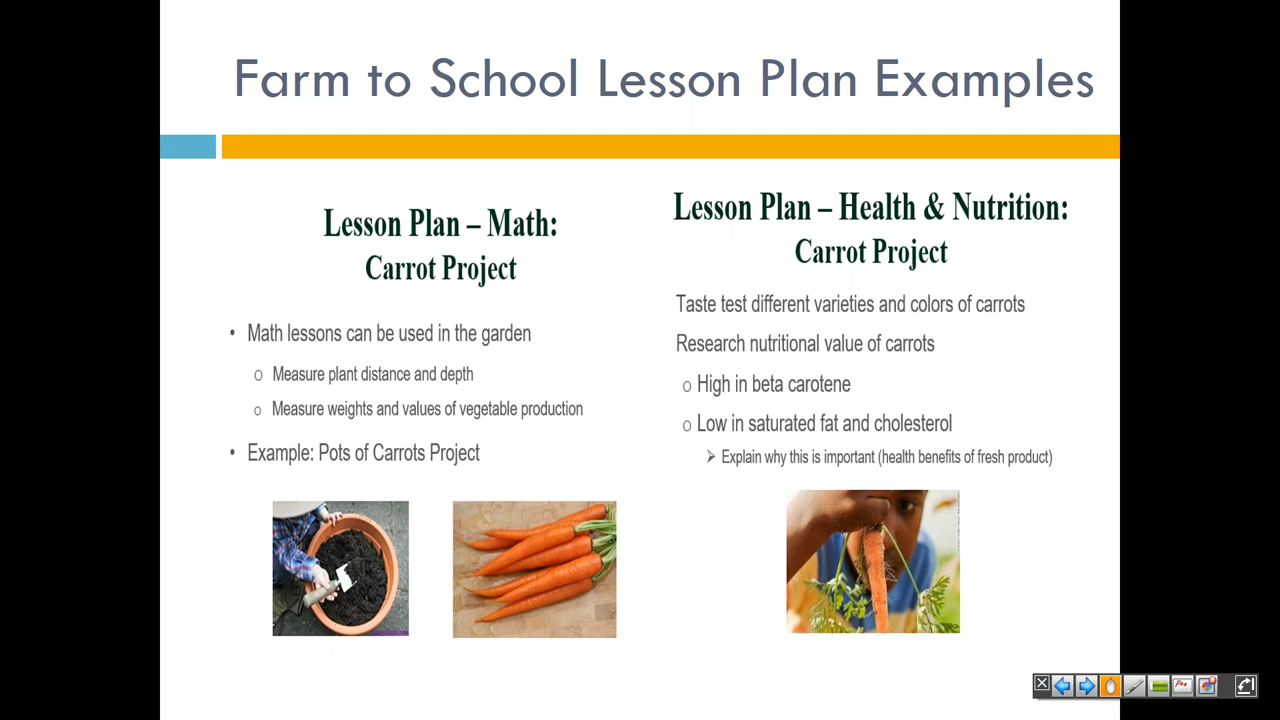 Farm to School Lesson Plan Examples
Lesson Plan – Math:
Carrot Project
• Math lessons can be used in the garden
o Measure plant distance and depth
o Measure weights and values of vegetable production
• Example: Pots of Carrots Project
Lesson Plan – Health & Nutrition:
Carrot Project
Taste test different varieties and colors of carrots
Research nutritional value of carrots
o High in beta carotene
o Low in saturated fat and cholesterol
➢ Explain why this is important (health benefits of fresh product)